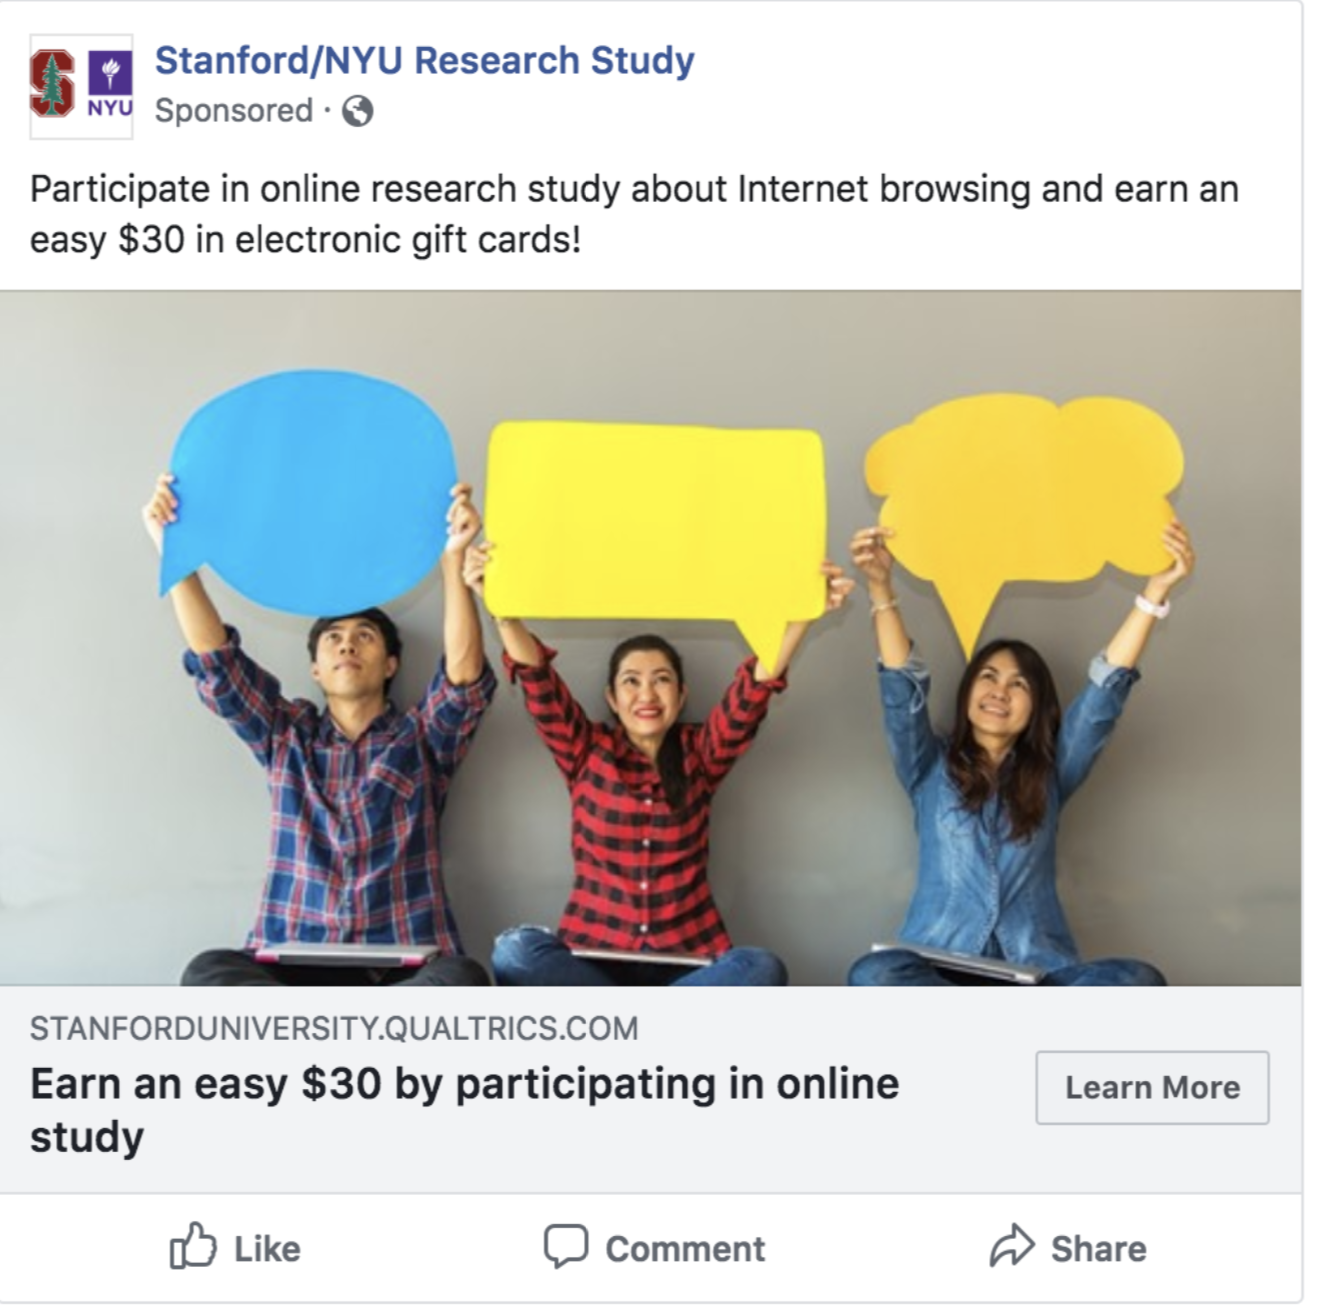 Stanford/NYU Research Study
NYU
Sponsored ·
Participate in online research study about Internet browsing and earn an
easy $30 in electronic gift cards!
STANFORDUNIVERSITY.QUALTRICS.COM
Earn an easy $30 by participating in online
study
Learn More
Like
Comment
Share